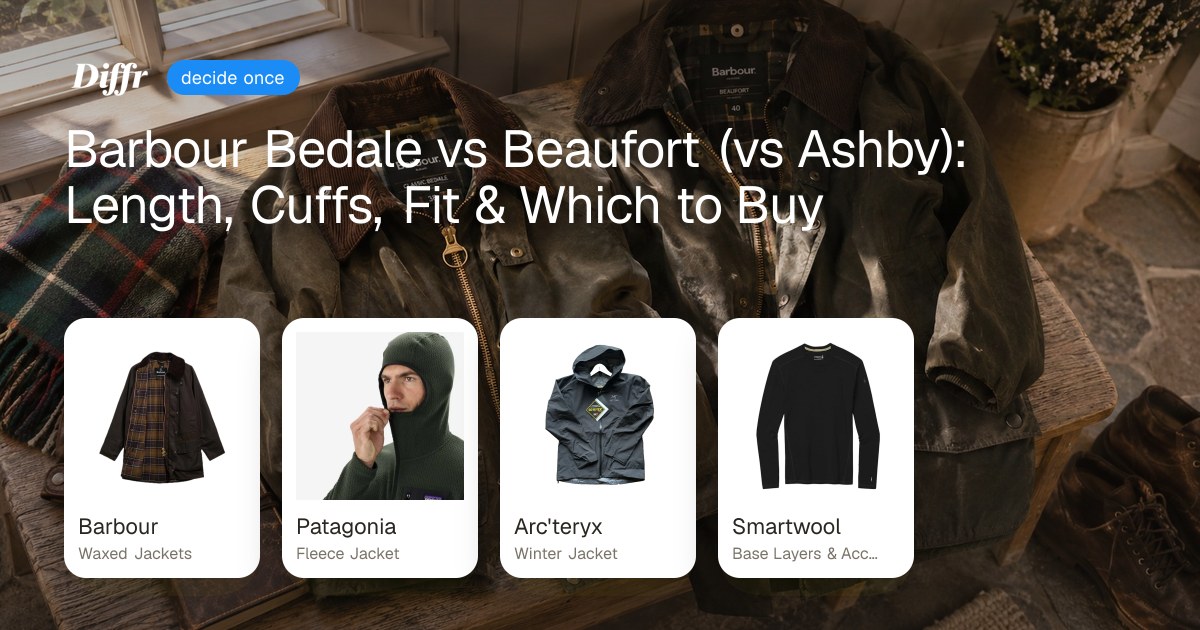 Diffr
decide once
Barbour.
BEAUFORT
40
Barbour Bedale vs Beaufort (vs Ashby):
Barbour.
CLASSIC BEDALE
Length, Cuffs, Fit & Which to Buy
Barbour
Waxed Jackets
Patagonia
Fleece Jacket
Arc'teryx
Winter Jacket
Smartwool
Base Layers & Acc...